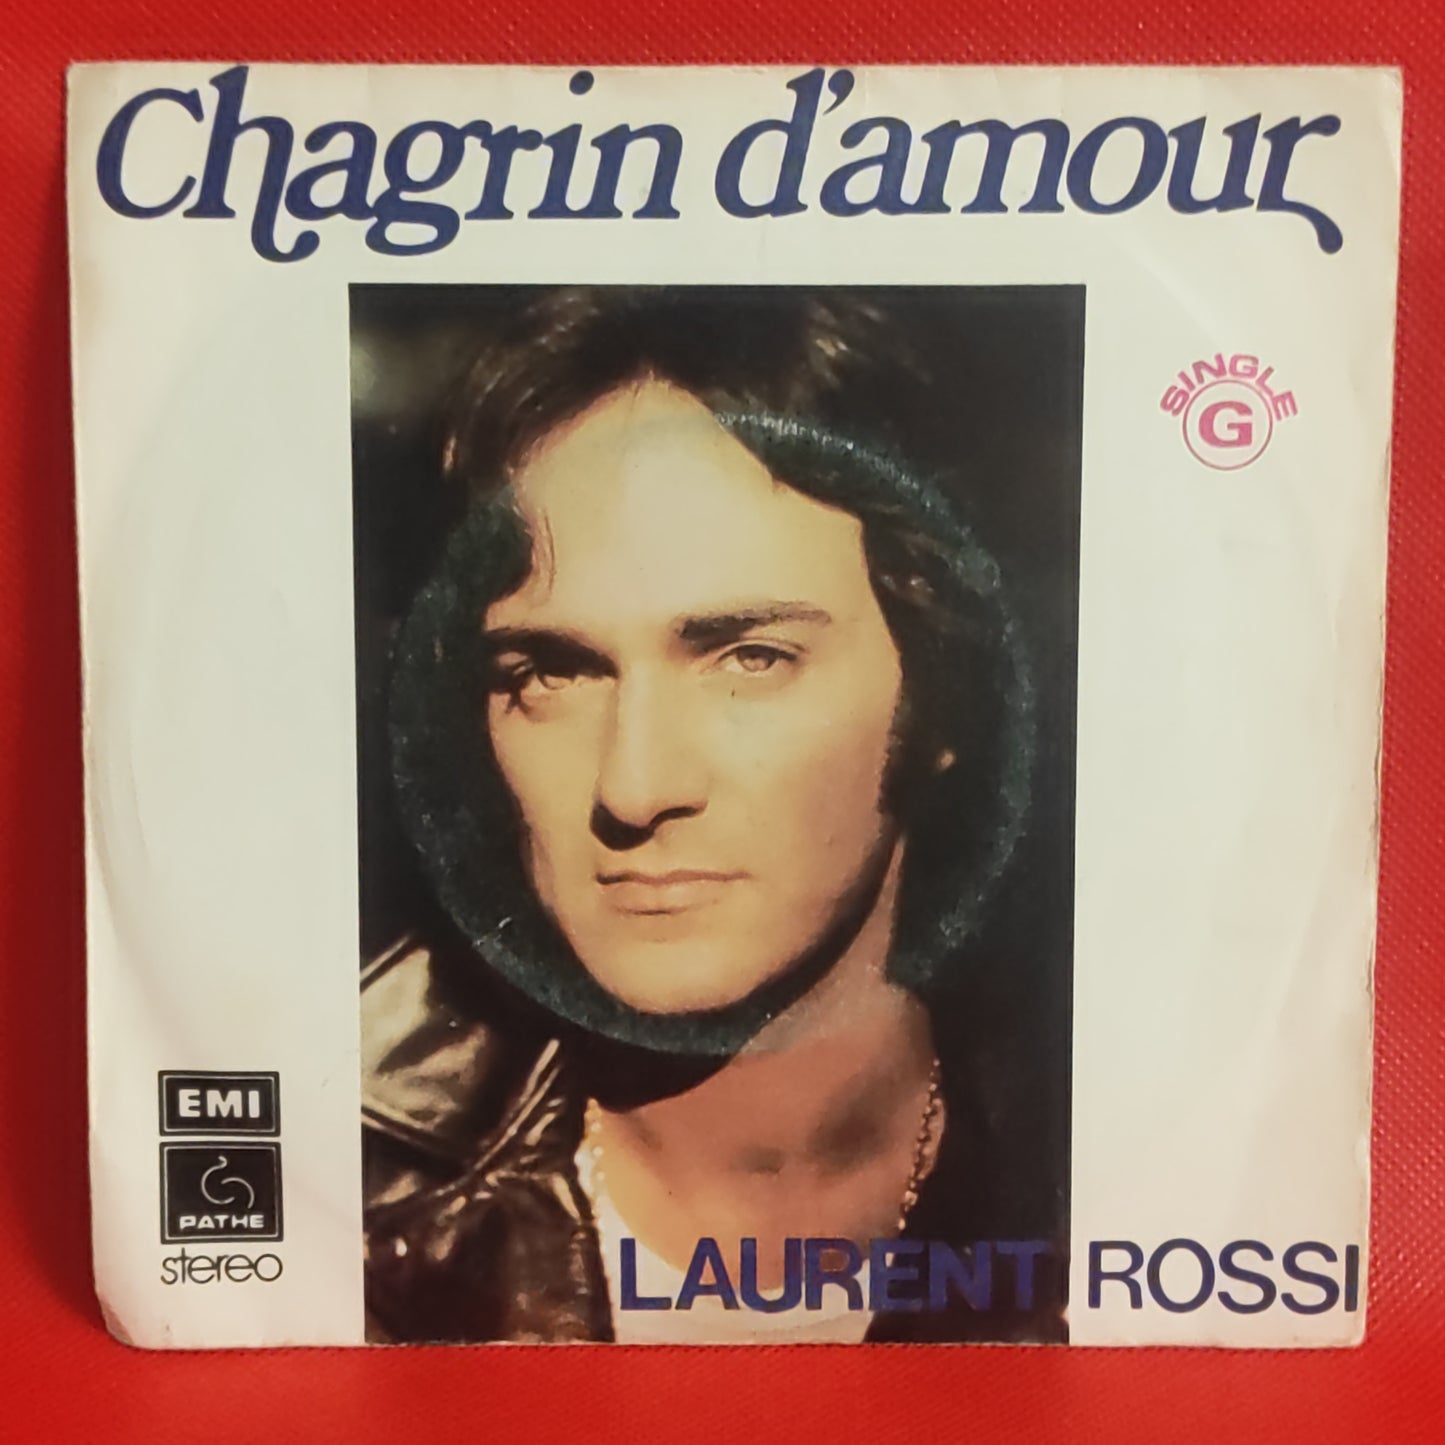 Chagrin d'amour
SINGLE
G
EMI
PATHE
stereo
LAURENT ROSSI